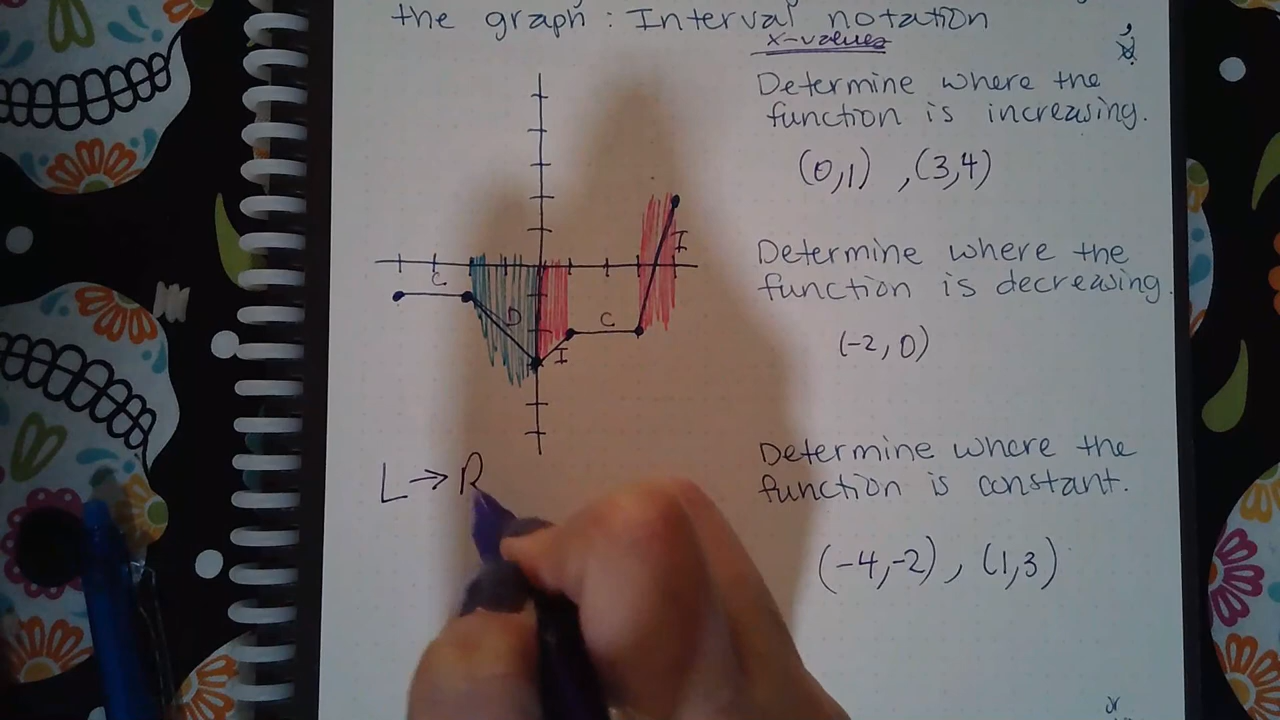 the graph: Interval notation
x-values
Determine where the
function is increasing.
(0,1) ,(3,4)
Determine where the
function is decreasing.
(-2, 0)
Determine where the
function is constant.
(-4,-2), (1,3)
C
D
I
C
I
L → R
or